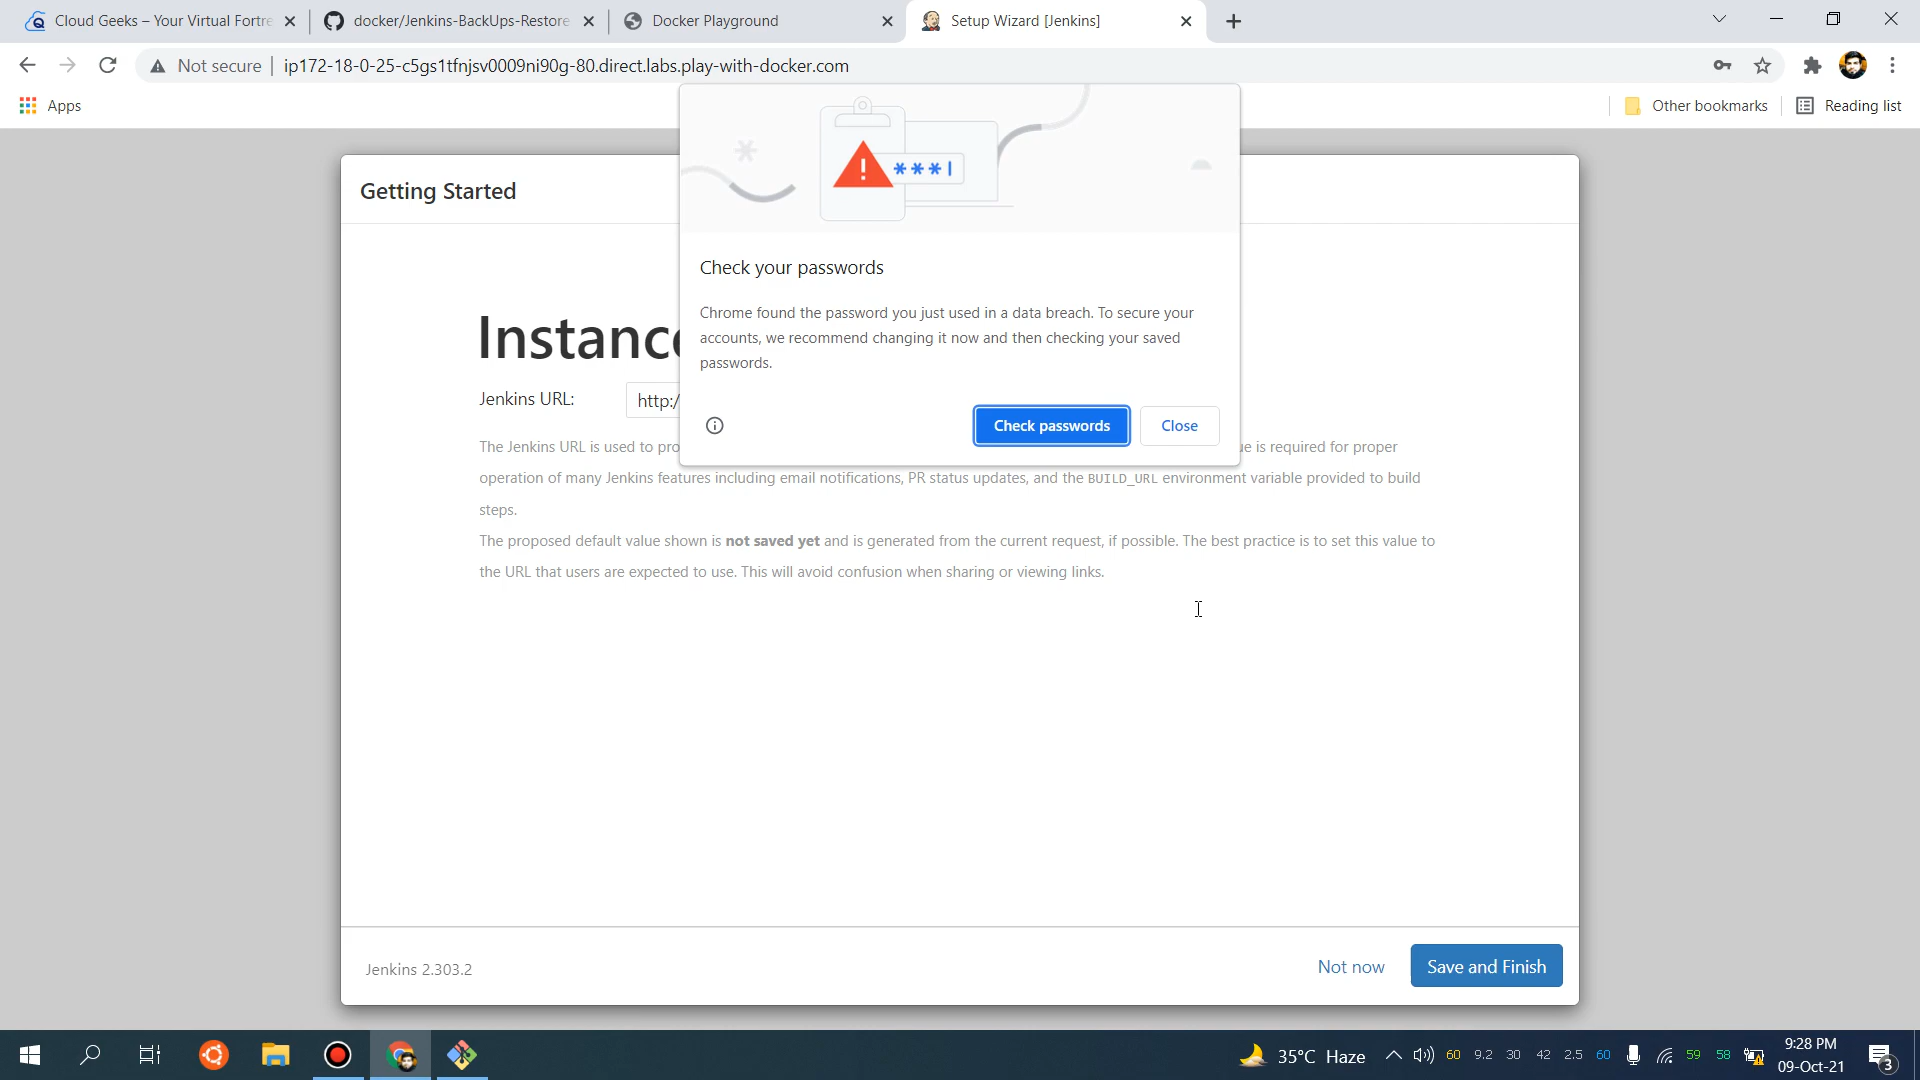 Cloud Geeks – Your Virtual Fortre
docker/Jenkins-BackUps-Restore
Docker Playground
Setup Wizard [Jenkins]
Not secure
ip172-18-0-25-c5gs1tfnjsv0009ni90g-80.direct.labs.play-with-docker.com
Apps
Other bookmarks
Reading list
Getting Started
***
Check your passwords
Chrome found the password you just used in a data breach. To secure your
accounts, we recommend changing it now and then checking your saved
passwords.
Check passwords
Close
Instance
Jenkins URL:
http:/
The Jenkins URL is used to pro
ue is required for proper
operation of many Jenkins features including email notifications, PR status updates, and the BUILD_URL environment variable provided to build
steps.
The proposed default value shown is not saved yet and is generated from the current request, if possible. The best practice is to set this value to
the URL that users are expected to use. This will avoid confusion when sharing or viewing links.
Jenkins 2.303.2
Not now
Save and Finish
35°C Haze
60 9.2 30 42 2.5 60
59 58
9:28 PM
09-Oct-21
3